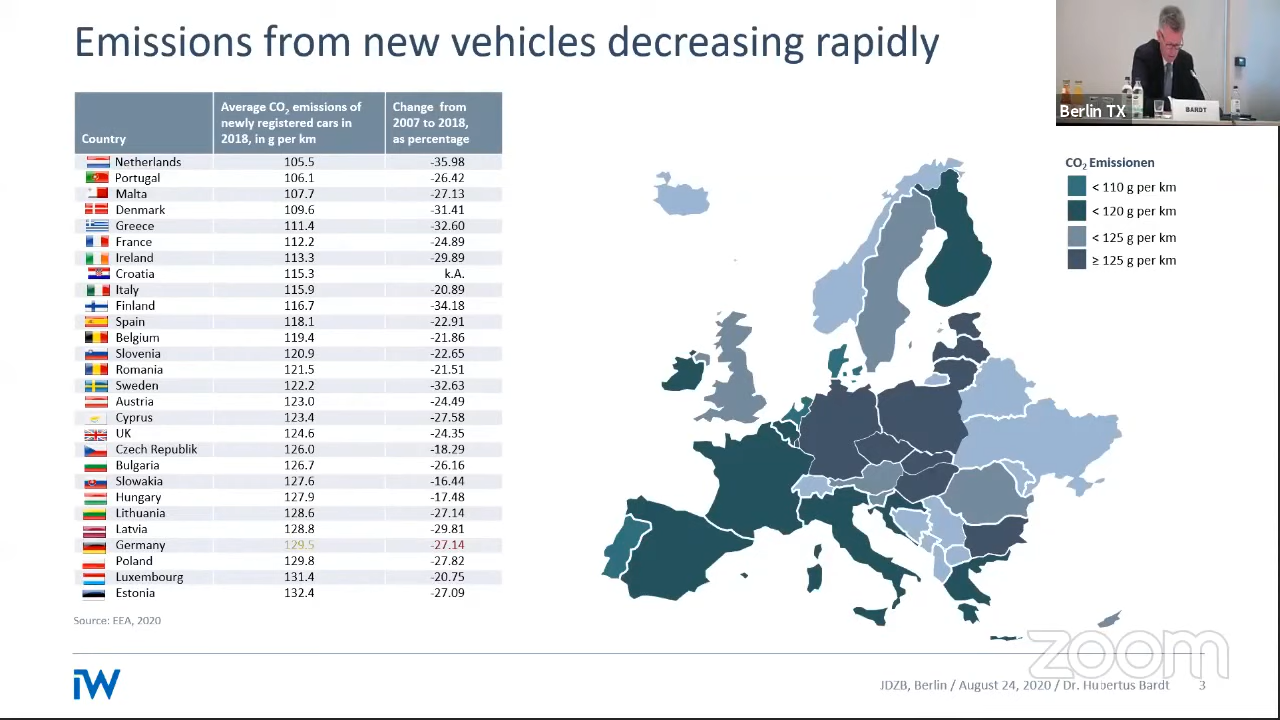 Emissions from new vehicles decreasing rapidly
Berlin TX
BARDT
Country
Average CO2 emissions of
newly registered cars in
2018, in g per km
Change from
2007 to 2018,
as percentage
Netherlands 105.5 -35.98
Portugal 106.1 -26.42
Malta 107.7 -27.13
Denmark 109.6 -31.41
Greece 111.4 -32.60
France 112.2 -24.89
Ireland 113.3 -29.89
Croatia 115.3 k.A.
Italy 115.9 -20.89
Finland 116.7 -34.18
Spain 118.1 -22.91
Belgium 119.4 -21.86
Slovenia 120.9 -22.65
Romania 121.5 -21.51
Sweden 122.2 -32.63
Austria 123.0 -24.49
Cyprus 123.4 -27.58
UK 124.6 -24.35
Czech Republik 126.0 -18.29
Bulgaria 126.7 -26.16
Slowakia 127.6 -16.44
Hungary 127.9 -17.48
Lithuania 128.6 -27.14
Latvia 128.8 -29.81
Germany 129.5 -27.14
Poland 129.8 -27.82
Luxembourg 131.4 -20.75
Estonia 132.4 -27.09
CO2 Emissionen
< 110 g per km
< 120 g per km
< 125 g per km
≥ 125 g per km
Source: EEA, 2020
zoom
iW
JDZB, Berlin / August 24, 2020 / Dr. Hubertus Bardt 3